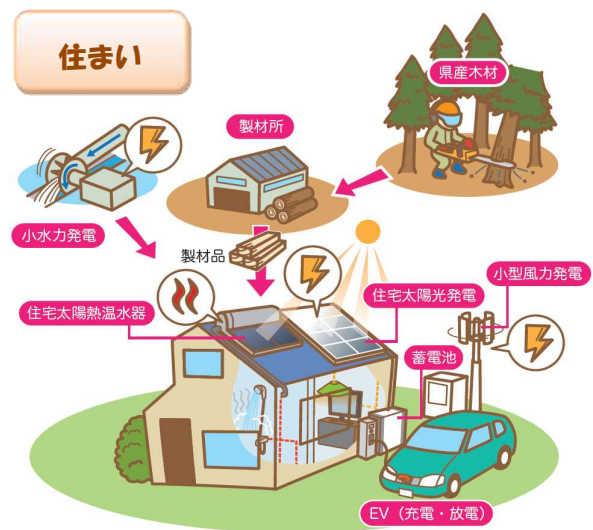 住まい
県産木材
製材所
小水力発電
製材品
小型風力発電
住宅太陽熱温水器
住宅太陽光発電
蓄電池
EV（充電・放電）